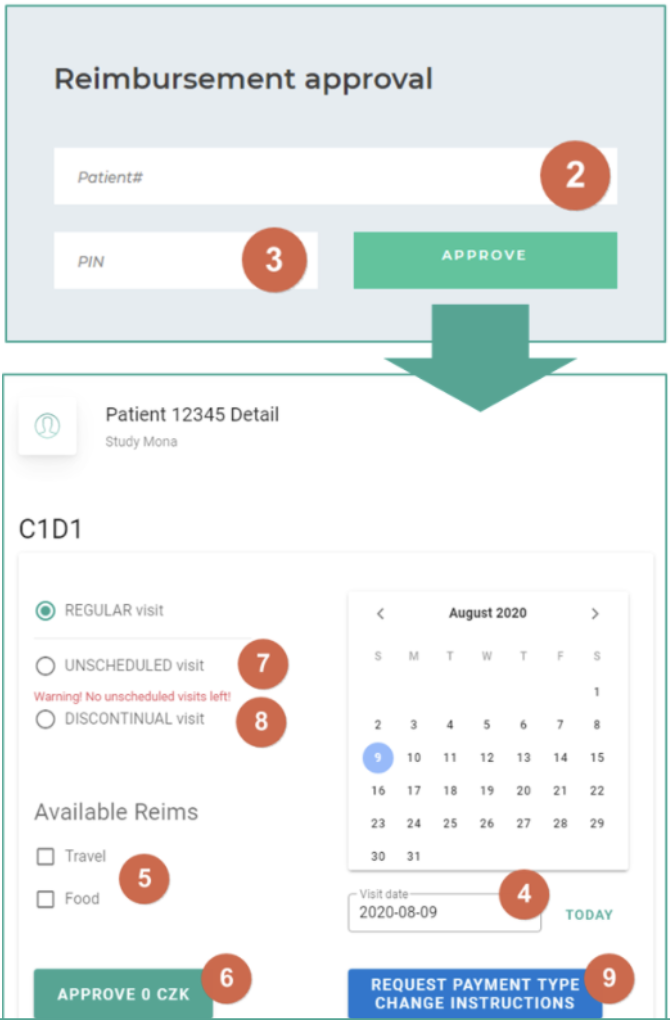 Reimbursement approval
Patient#
2
PIN
3
APPROVE
Patient 12345 Detail
Study Mona
C1D1
REGULAR visit
UNSCHEDULED visit
7
Warning! No unscheduled visits left!
DISCONTINUAL visit
8
Available Reims
Travel
5
Food
APPROVE 0 CZK
6
< August 2020 >
S M T W T F S
1
2 3 4 5 6 7 8
9 10 11 12 13 14 15
16 17 18 19 20 21 22
23 24 25 26 27 28 29
30 31
Visit date
4
2020-08-09
TODAY
REQUEST PAYMENT TYPE
CHANGE INSTRUCTIONS
9